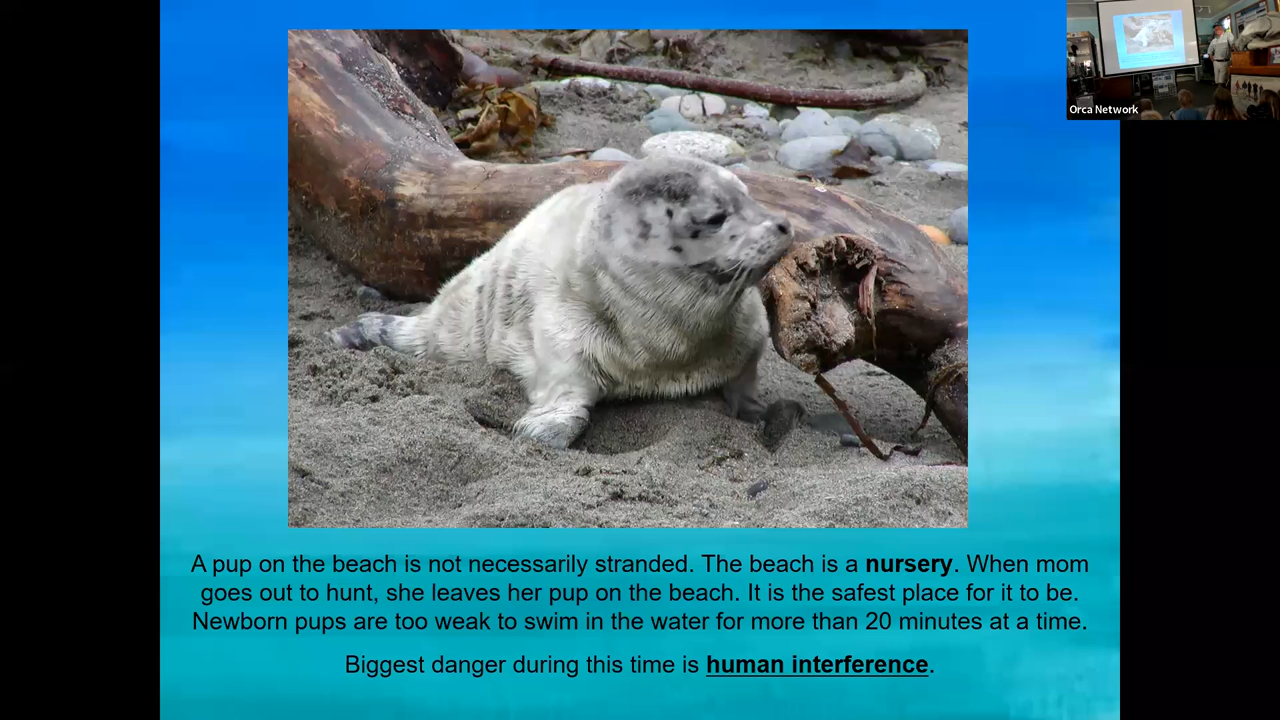 Orca Network
A pup on the beach is not necessarily stranded. The beach is a nursery. When mom
goes out to hunt, she leaves her pup on the beach. It is the safest place for it to be.
Newborn pups are too weak to swim in the water for more than 20 minutes at a time.
Biggest danger during this time is human interference.